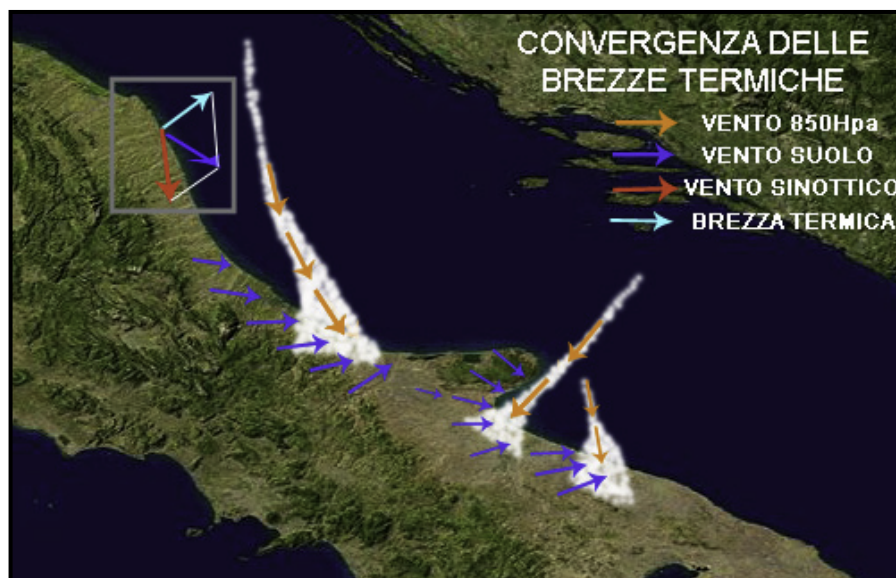 CONVERGENZA DELLE
BREZZE TERMICHE
VENTO 850Hpa
VENTO SUOLO
VENTO SINOTTICO
BREZZA TERMICA